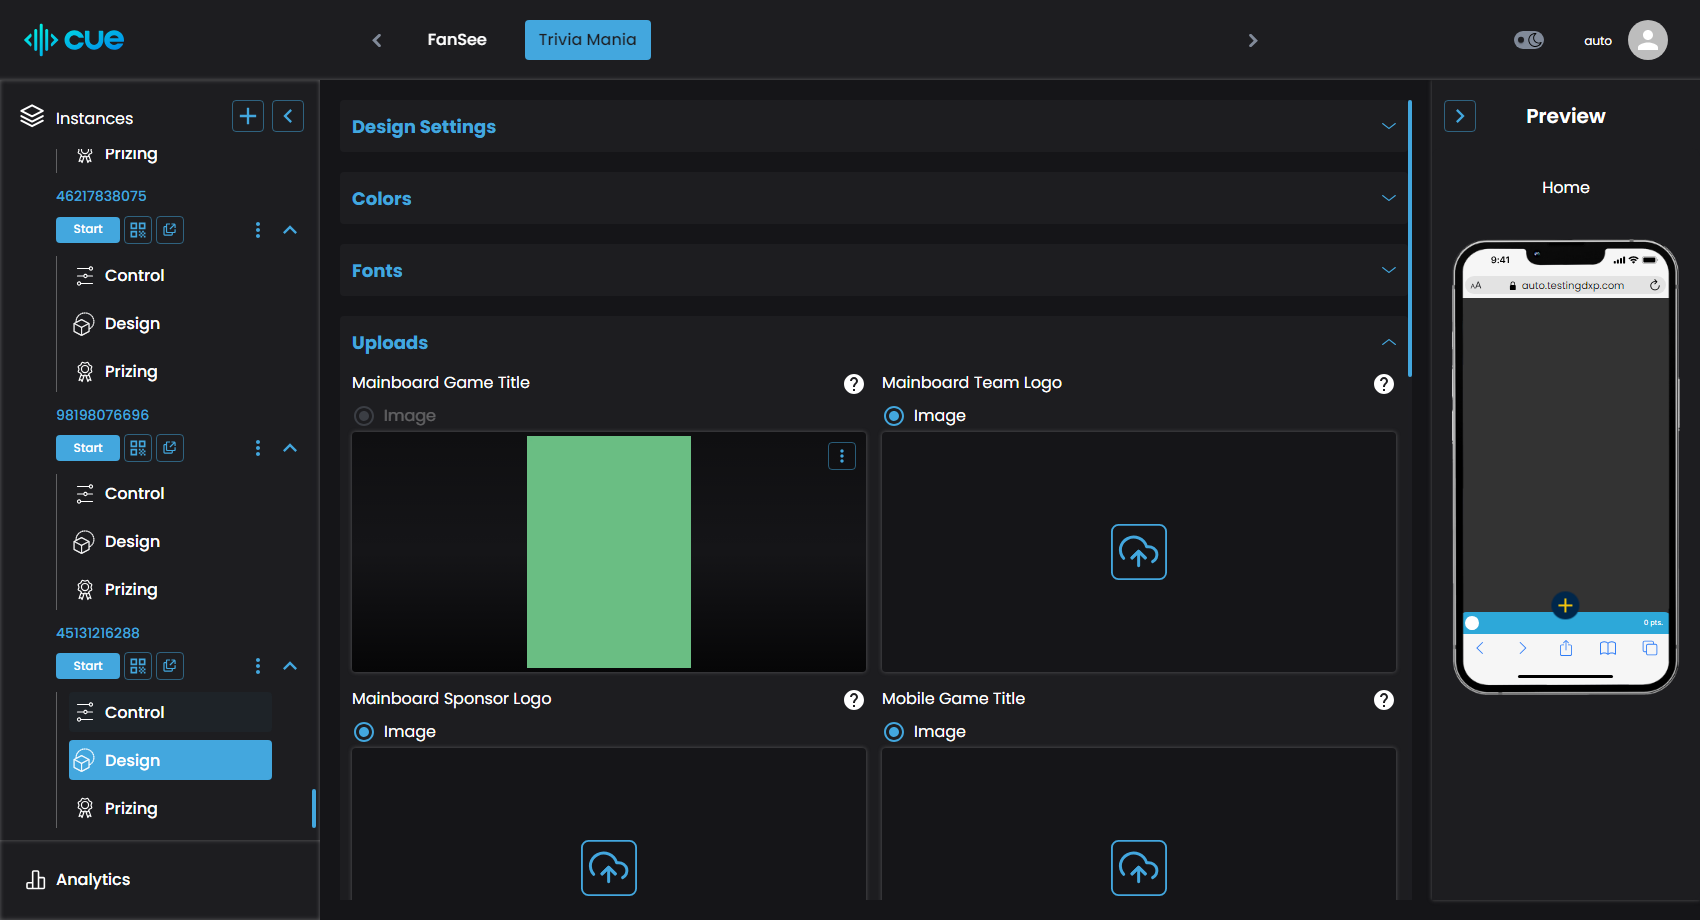 cue
FanSee
Trivia Mania
auto
Instances
Prizing
46217838075
Start
Control
Design
Prizing
98198076696
Start
Control
Design
Prizing
45131216288
Start
Control
Design
Prizing
Analytics
Design Settings
Colors
Fonts
Uploads
Mainboard Game Title
?
Image
Mainboard Team Logo
?
Image
Mainboard Sponsor Logo
?
Image
Mobile Game Title
?
Image
Preview
Home
9:41
AA auto.testingdxp.com
0 pts.